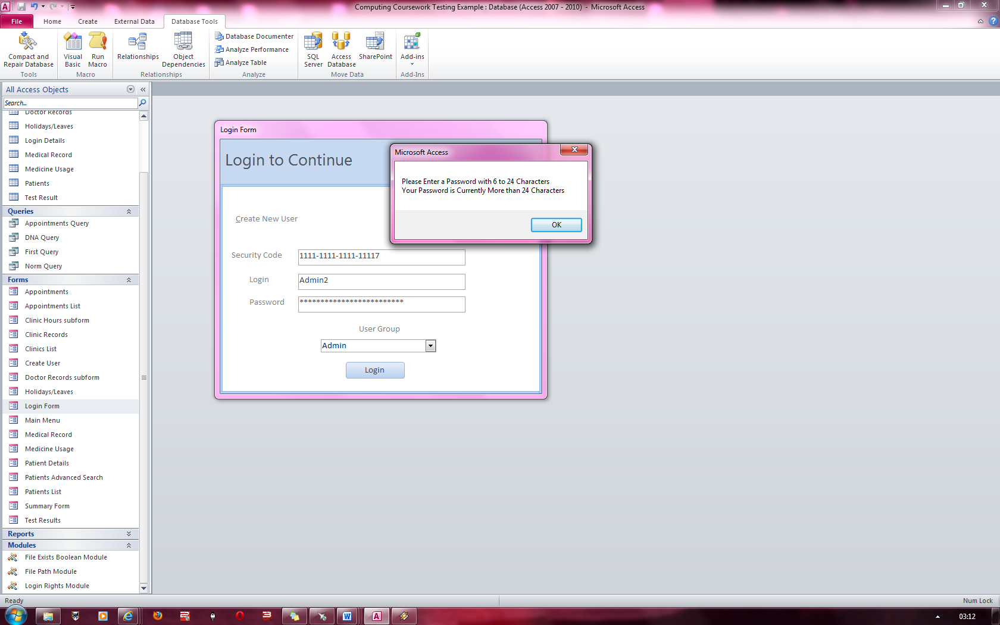 Computing Coursework Testing Example : Database (Access 2007 - 2010) - Microsoft Access
File
Home
Create
External Data
Database Tools
Compact and
Repair Database
Tools
Visual
Basic
Run
Macro
Macro
Relationships
Object
Dependencies
Relationships
Database Documenter
Analyze Performance
Analyze Table
Analyze
SQL
Server
Access
Database
SharePoint
Move Data
Add-ins
Add-Ins
All Access Objects
Search...
Doctor Records
Holidays/Leaves
Login Details
Medical Record
Medicine Usage
Patients
Test Result
Queries
Appointments Query
DNA Query
First Query
Norm Query
Forms
Appointments
Appointments List
Clinic Hours subform
Clinic Records
Clinics List
Create User
Doctor Records subform
Holidays/Leaves
Login Form
Main Menu
Medical Record
Medicine Usage
Patient Details
Patients Advanced Search
Patients List
Summary Form
Test Results
Reports
Modules
File Exists Boolean Module
File Path Module
Login Rights Module
Login Form
Login to Continue
Create New User
Security Code
1111-1111-1111-11117
Login
Admin2
Password
*************************
User Group
Admin
Login
Microsoft Access
Please Enter a Password with 6 to 24 Characters
Your Password is Currently More than 24 Characters
OK
Ready
Num Lock
03:12